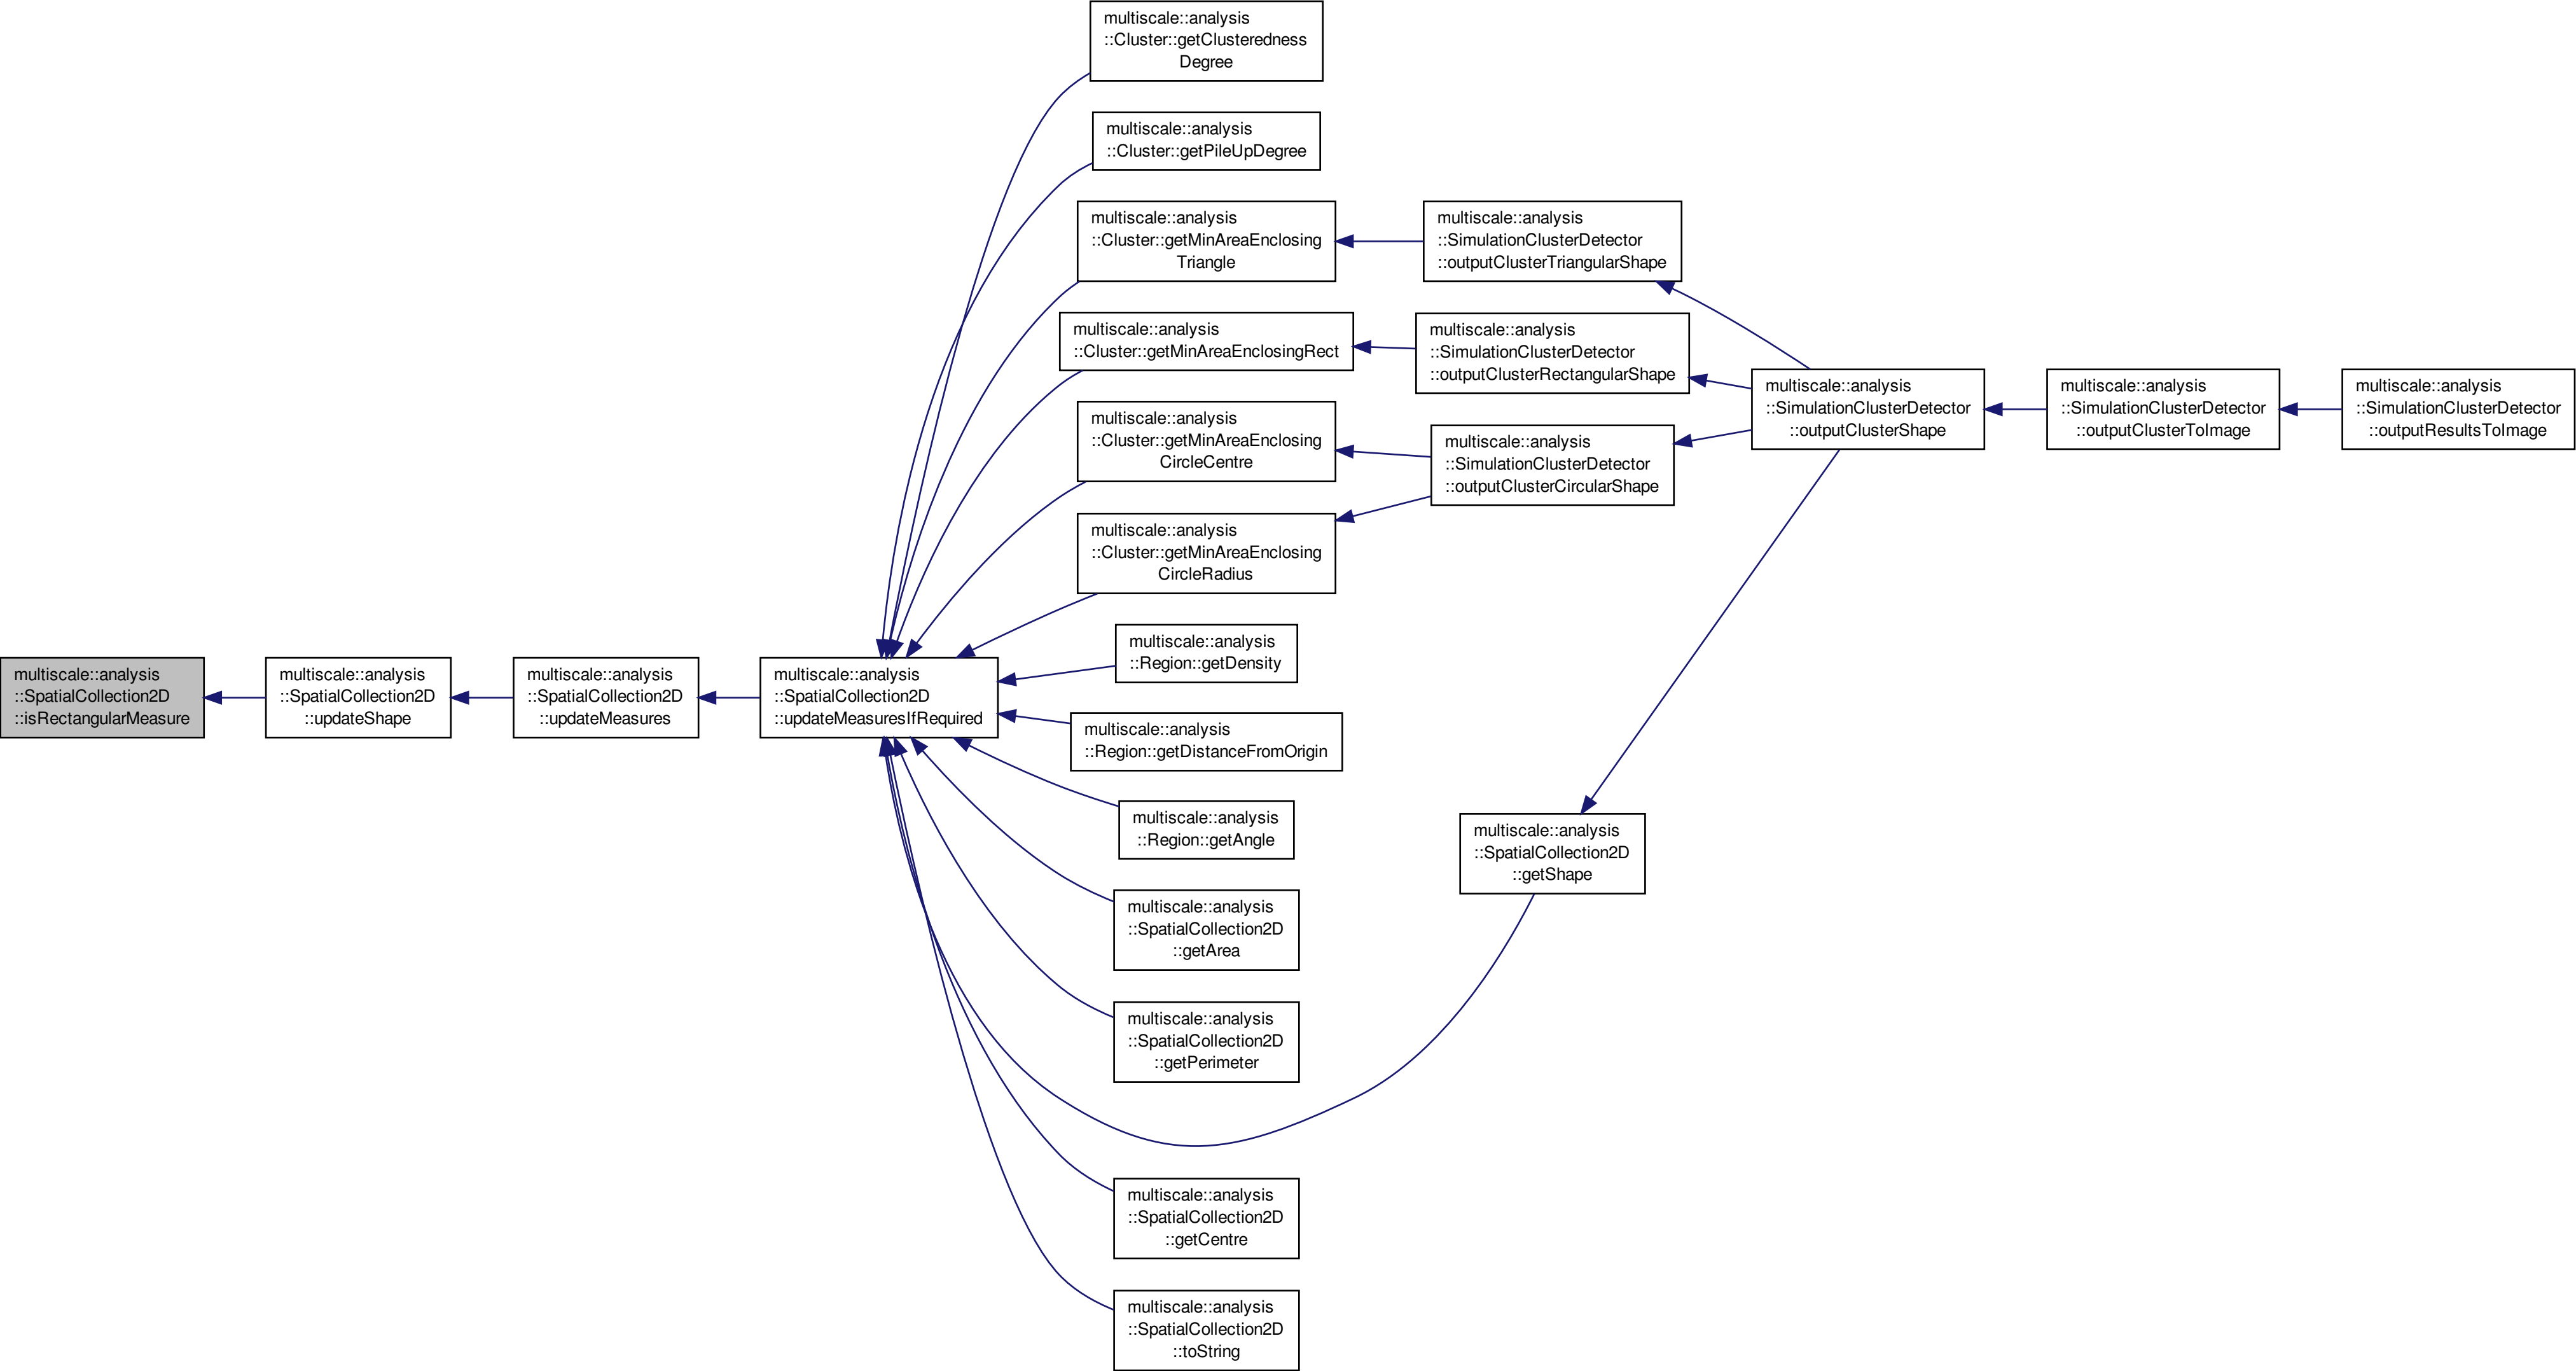 multiscale::analysis
::Cluster::getClusteredness
Degree
multiscale::analysis
::Cluster::getPileUpDegree
multiscale::analysis
::Cluster::getMinAreaEnclosing
Triangle
multiscale::analysis
::SimulationClusterDetector
::outputClusterTriangularShape
multiscale::analysis
::Cluster::getMinAreaEnclosingRect
multiscale::analysis
::SimulationClusterDetector
::outputClusterRectangularShape
multiscale::analysis
::Cluster::getMinAreaEnclosing
CircleCentre
multiscale::analysis
::SimulationClusterDetector
::outputClusterCircularShape
multiscale::analysis
::SimulationClusterDetector
::outputClusterShape
multiscale::analysis
::SimulationClusterDetector
::outputClusterToImage
multiscale::analysis
::SimulationClusterDetector
::outputResultsToImage
multiscale::analysis
::Cluster::getMinAreaEnclosing
CircleRadius
multiscale::analysis
::SpatialCollection2D
::isRectangularMeasure
multiscale::analysis
::SpatialCollection2D
::updateShape
multiscale::analysis
::SpatialCollection2D
::updateMeasures
multiscale::analysis
::SpatialCollection2D
::updateMeasuresIfRequired
multiscale::analysis
::Region::getDensity
multiscale::analysis
::Region::getDistanceFromOrigin
multiscale::analysis
::Region::getAngle
multiscale::analysis
::SpatialCollection2D
::getShape
multiscale::analysis
::SpatialCollection2D
::getArea
multiscale::analysis
::SpatialCollection2D
::getPerimeter
multiscale::analysis
::SpatialCollection2D
::getCentre
multiscale::analysis
::SpatialCollection2D
::toString